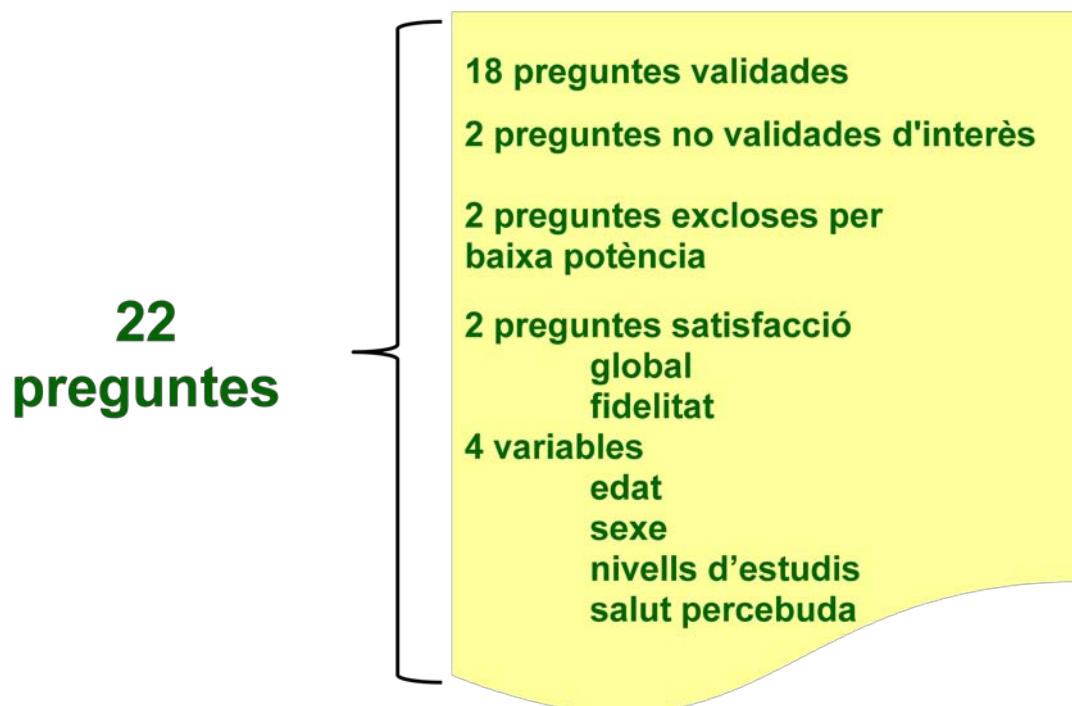 22
preguntes
18 preguntes validades
2 preguntes no validades d'interès
2 preguntes excloses per
baixa potència
2 preguntes satisfacció
global
fidelitat
4 variables
edat
sexe
nivells d’estudis
salut percebuda